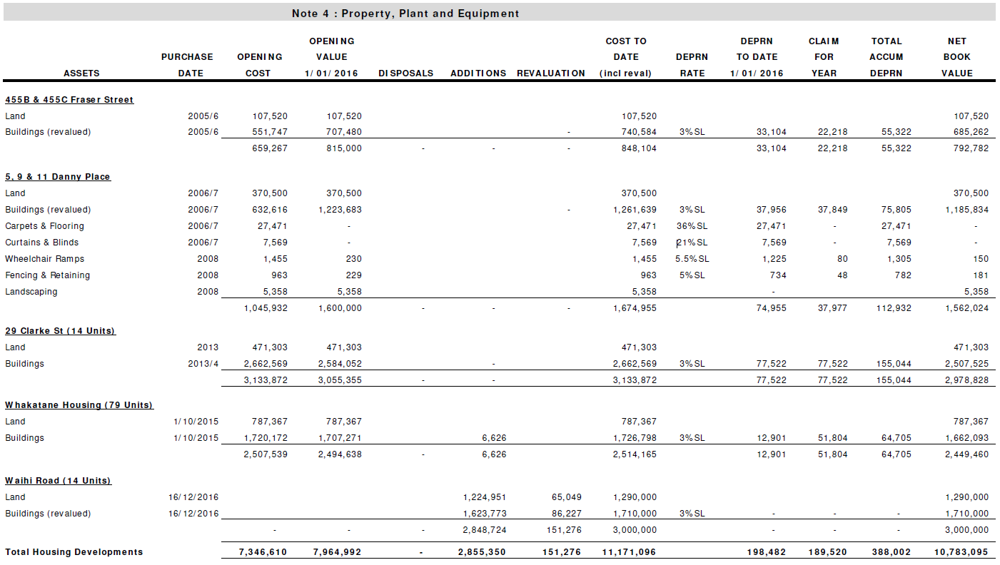 Note 4 : Property, Plant and Equipment
OPENING COST TO DEPRN CLAIM TOTAL NET
PURCHASE OPENING VALUE DATE DEPRN TO DATE FOR ACCUM BOOK
ASSETS DATE COST 1/01/2016 DISPOSALS ADDITIONS REVALUATION (incl reval) RATE 1/01/2016 YEAR DEPRN VALUE
455B & 455C Fraser Street
Land 2005/6 107,520 107,520 107,520 107,520
Buildings (revalued) 2005/6 551,747 707,480 - 740,584 3%SL 33,104 22,218 55,322 685,262
659,267 815,000 - - - 848,104 33,104 22,218 55,322 792,782
5, 9 & 11 Danny Place
Land 2006/7 370,500 370,500 370,500 370,500
Buildings (revalued) 2006/7 632,616 1,223,683 - 1,261,639 3%SL 37,956 37,849 75,805 1,185,834
Carpets & Flooring 2006/7 27,471 - 27,471 36%SL 27,471 - 27,471 -
Curtains & Blinds 2006/7 7,569 - 7,569 21%SL 7,569 - 7,569 -
Wheelchair Ramps 2008 1,455 230 1,455 5.5%SL 1,225 80 1,305 150
Fencing & Retaining 2008 963 229 963 5%SL 734 48 782 181
Landscaping 2008 5,358 5,358 5,358 - 5,358
1,045,932 1,600,000 - - - 1,674,955 74,955 37,977 112,932 1,562,024
29 Clarke St (14 Units)
Land 2013 471,303 471,303 471,303 471,303
Buildings 2013/4 2,662,569 2,584,052 - 2,662,569 3%SL 77,522 77,522 155,044 2,507,525
3,133,872 3,055,355 - - 3,133,872 77,522 77,522 155,044 2,978,828
Whakatane Housing (79 Units)
Land 1/10/2015 787,367 787,367 787,367 787,367
Buildings 1/10/2015 1,720,172 1,707,271 6,626 1,726,798 3%SL 12,901 51,804 64,705 1,662,093
2,507,539 2,494,638 - 6,626 2,514,165 12,901 51,804 64,705 2,449,460
Waihi Road (14 Units)
Land 16/12/2016 1,224,951 65,049 1,290,000 1,290,000
Buildings (revalued) 16/12/2016 1,623,773 86,227 1,710,000 3%SL - - - 1,710,000
- - - 2,848,724 151,276 3,000,000 - - - 3,000,000
Total Housing Developments 7,346,610 7,964,992 - 2,855,350 151,276 11,171,096 198,482 189,520 388,002 10,783,095